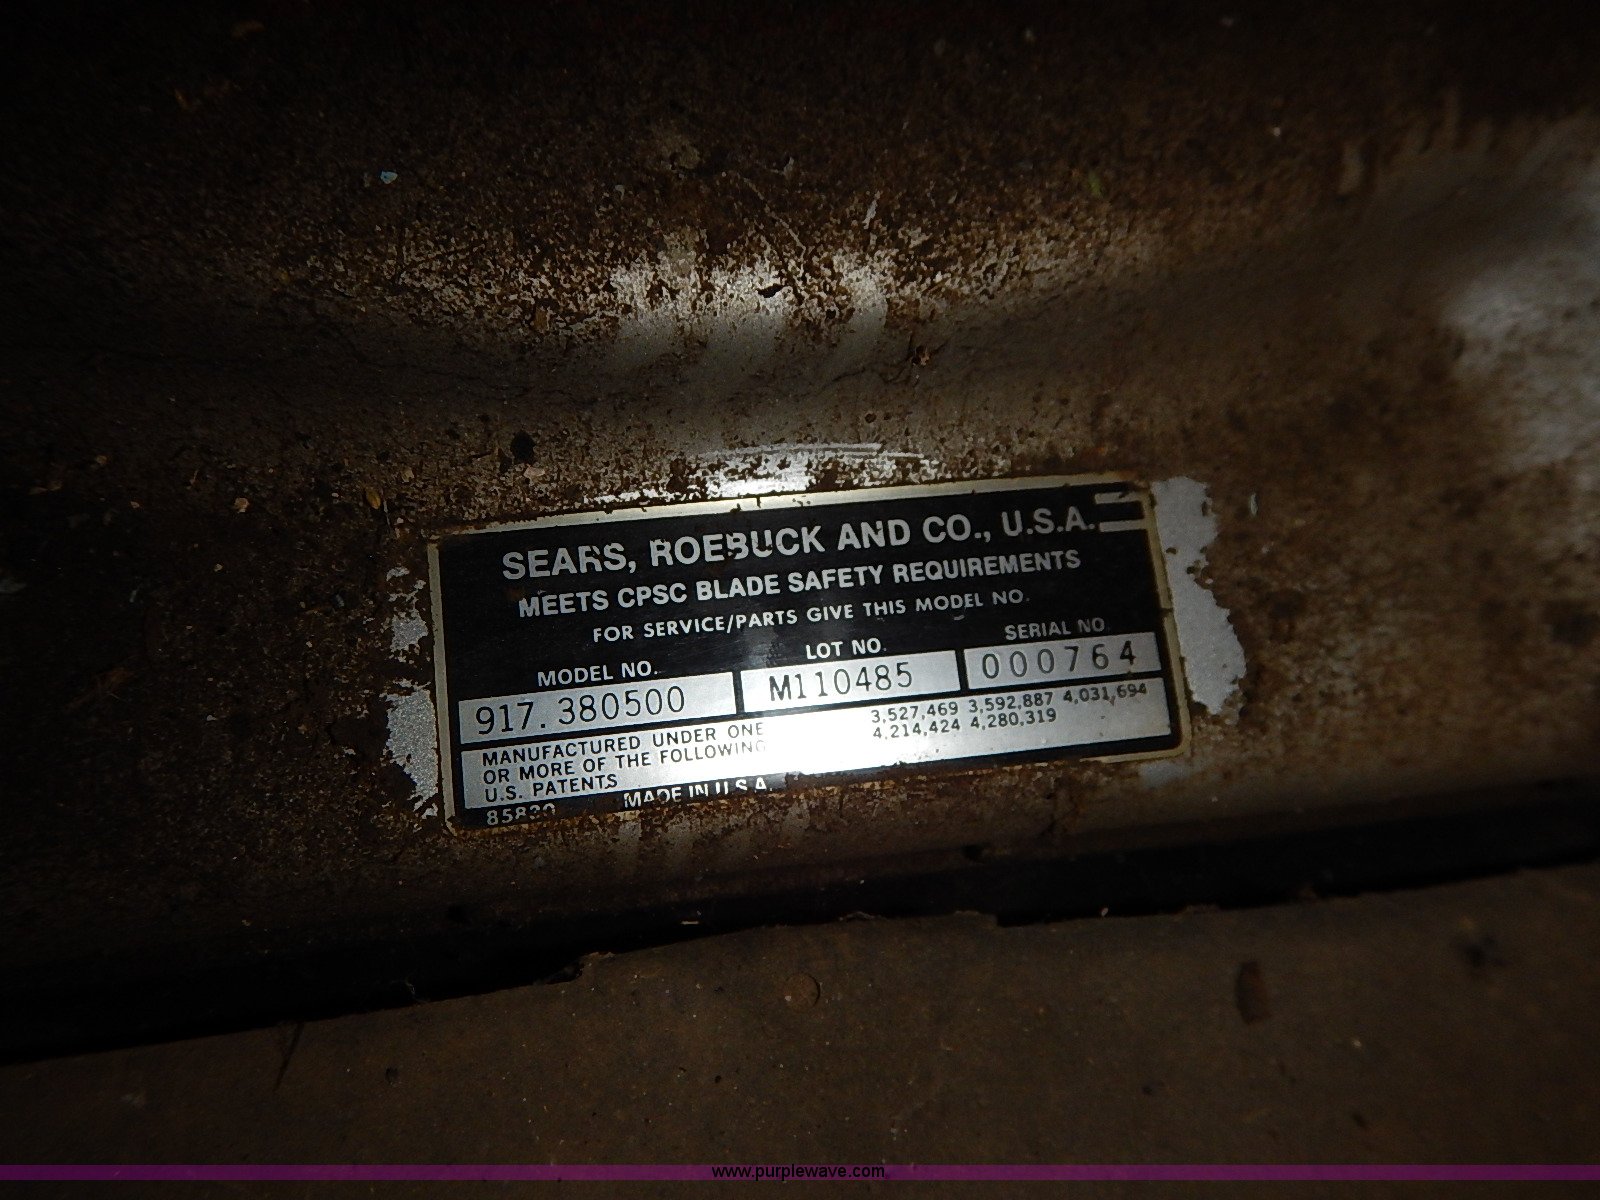 SEARS, ROEBUCK AND CO., U.S.A.
MEETS CPSC BLADE SAFETY REQUIREMENTS
FOR SERVICE/PARTS GIVE THIS MODEL NO.
MODEL NO. LOT NO. SERIAL NO.
917.380500 M110485 000764
MANUFACTURED UNDER ONE 3,527,469 3,592,887 4,031,694
OR MORE OF THE FOLLOWING 4,214,424 4,280,319
U.S. PATENTS
MADE IN U.S.A.
www.purplewave.com